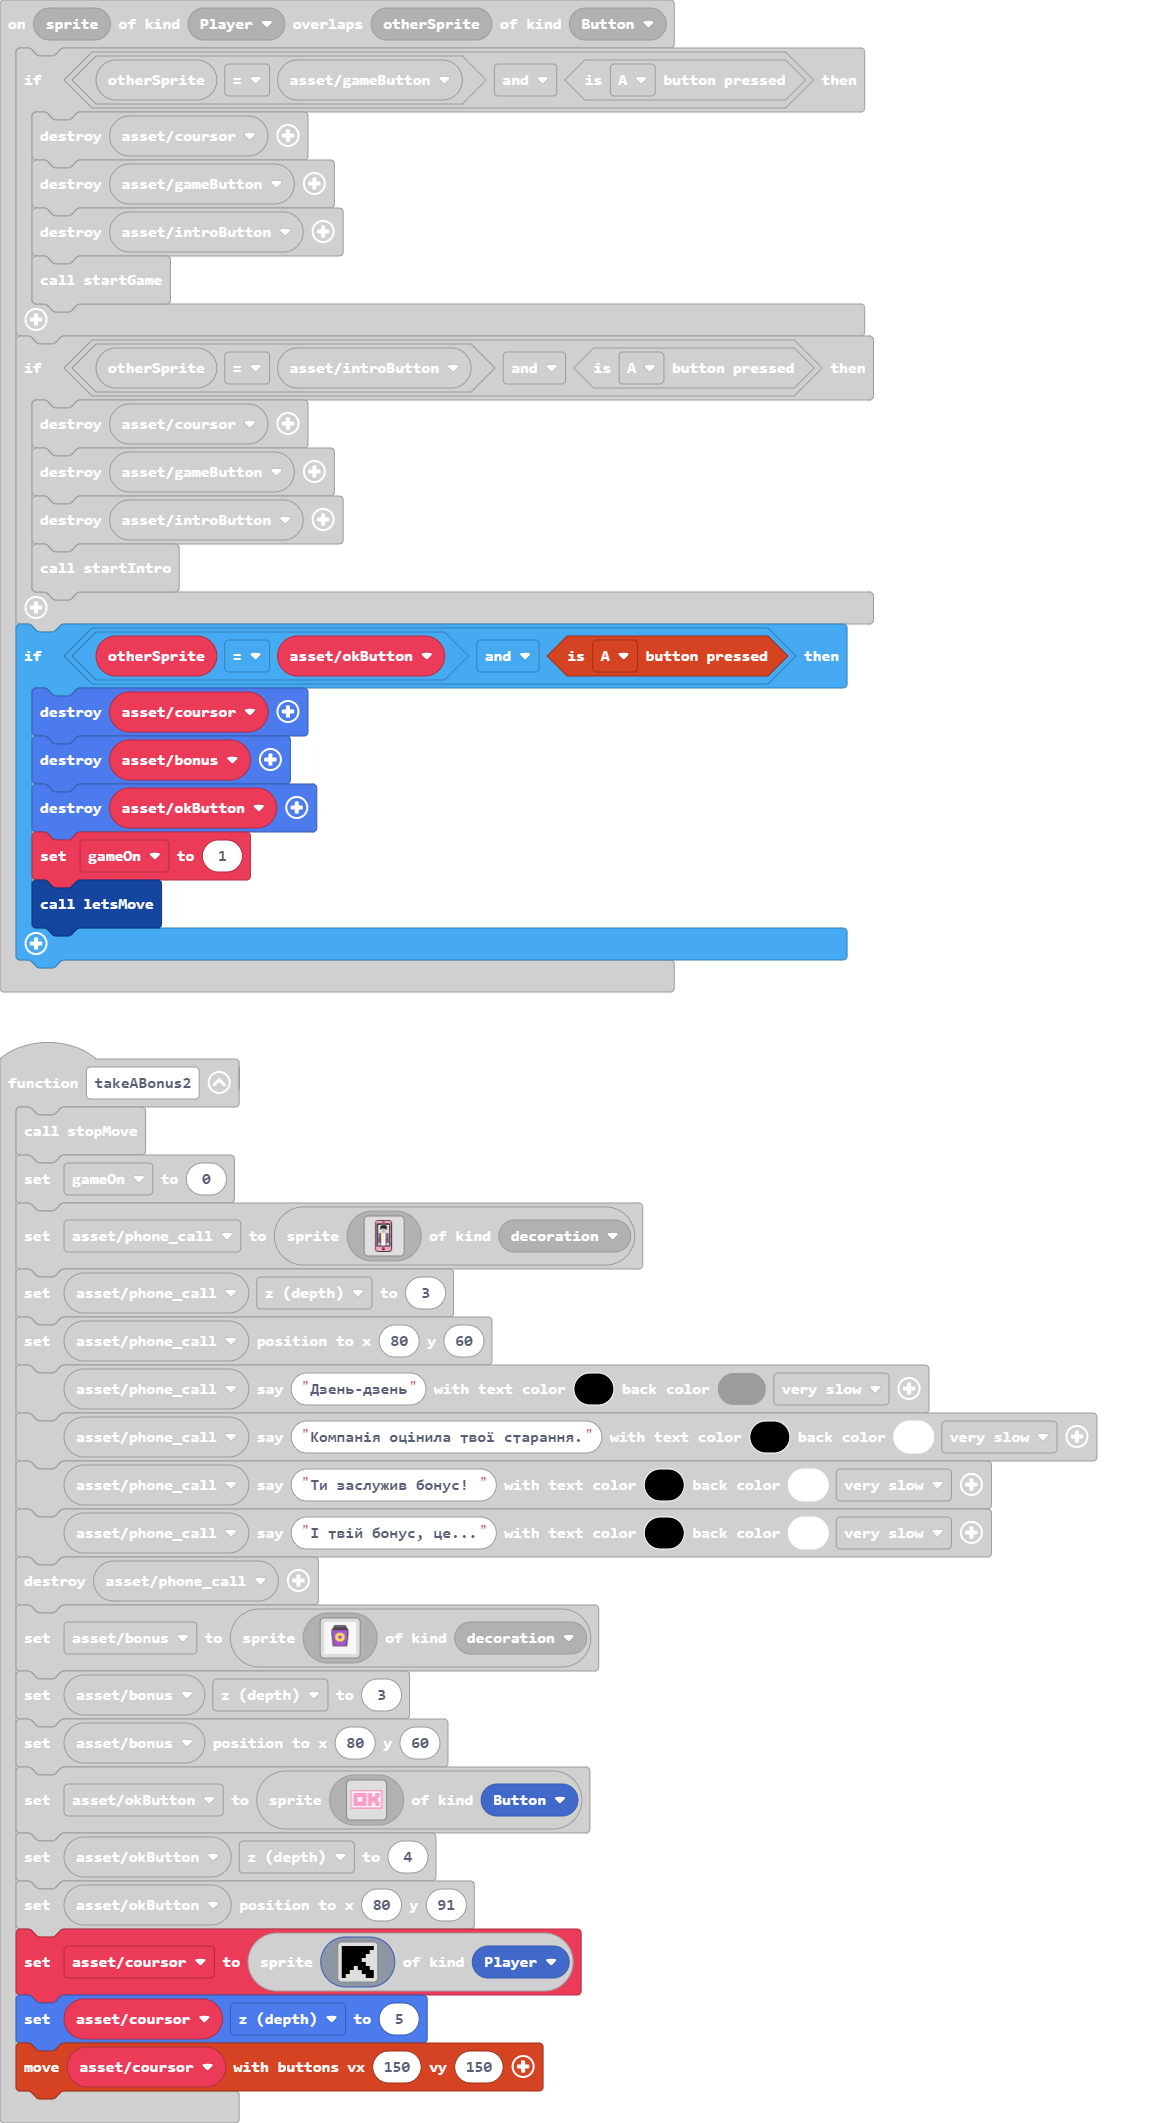 on sprite of kind Player overlaps otherSprite of kind Button
if otherSprite = asset/gameButton and is A button pressed then
destroy asset/coursor
destroy asset/gameButton
destroy asset/introButton
call startGame
if otherSprite = asset/introButton and is A button pressed then
destroy asset/coursor
destroy asset/gameButton
destroy asset/introButton
call startIntro
if otherSprite = asset/okButton and is A button pressed then
destroy asset/coursor
destroy asset/bonus
destroy asset/okButton
set gameOn to 1
call letsMove
function takeABonus2
call stopMove
set gameOn to 0
set asset/phone_call to sprite of kind decoration
set asset/phone_call z (depth) to 3
set asset/phone_call position to x 80 y 60
asset/phone_call say "Дзень-дзень" with text color back color very slow
asset/phone_call say "Компанія оцінила твої старання." with text color back color very slow
asset/phone_call say "Ти заслужив бонус! " with text color back color very slow
asset/phone_call say "І твій бонус, це..." with text color back color very slow
destroy asset/phone_call
set asset/bonus to sprite of kind decoration
set asset/bonus z (depth) to 3
set asset/bonus position to x 80 y 60
set asset/okButton to sprite OK of kind Button
set asset/okButton z (depth) to 4
set asset/okButton position to x 80 y 91
set asset/coursor to sprite of kind Player
set asset/coursor z (depth) to 5
move asset/coursor with buttons vx 150 vy 150